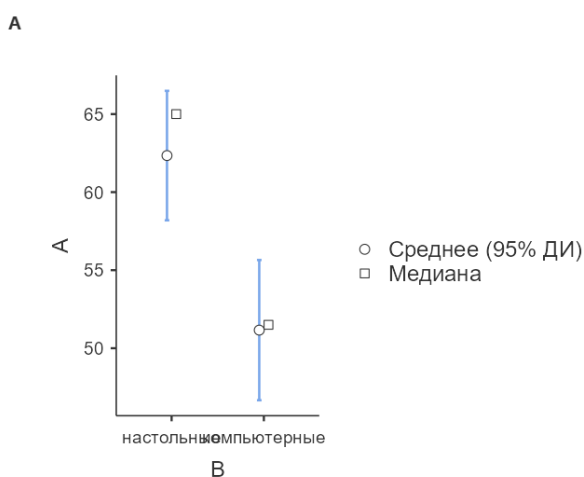 A
65
60
55
50
A
настольные
компьютерные
B
Среднее (95% ДИ)
Медиана